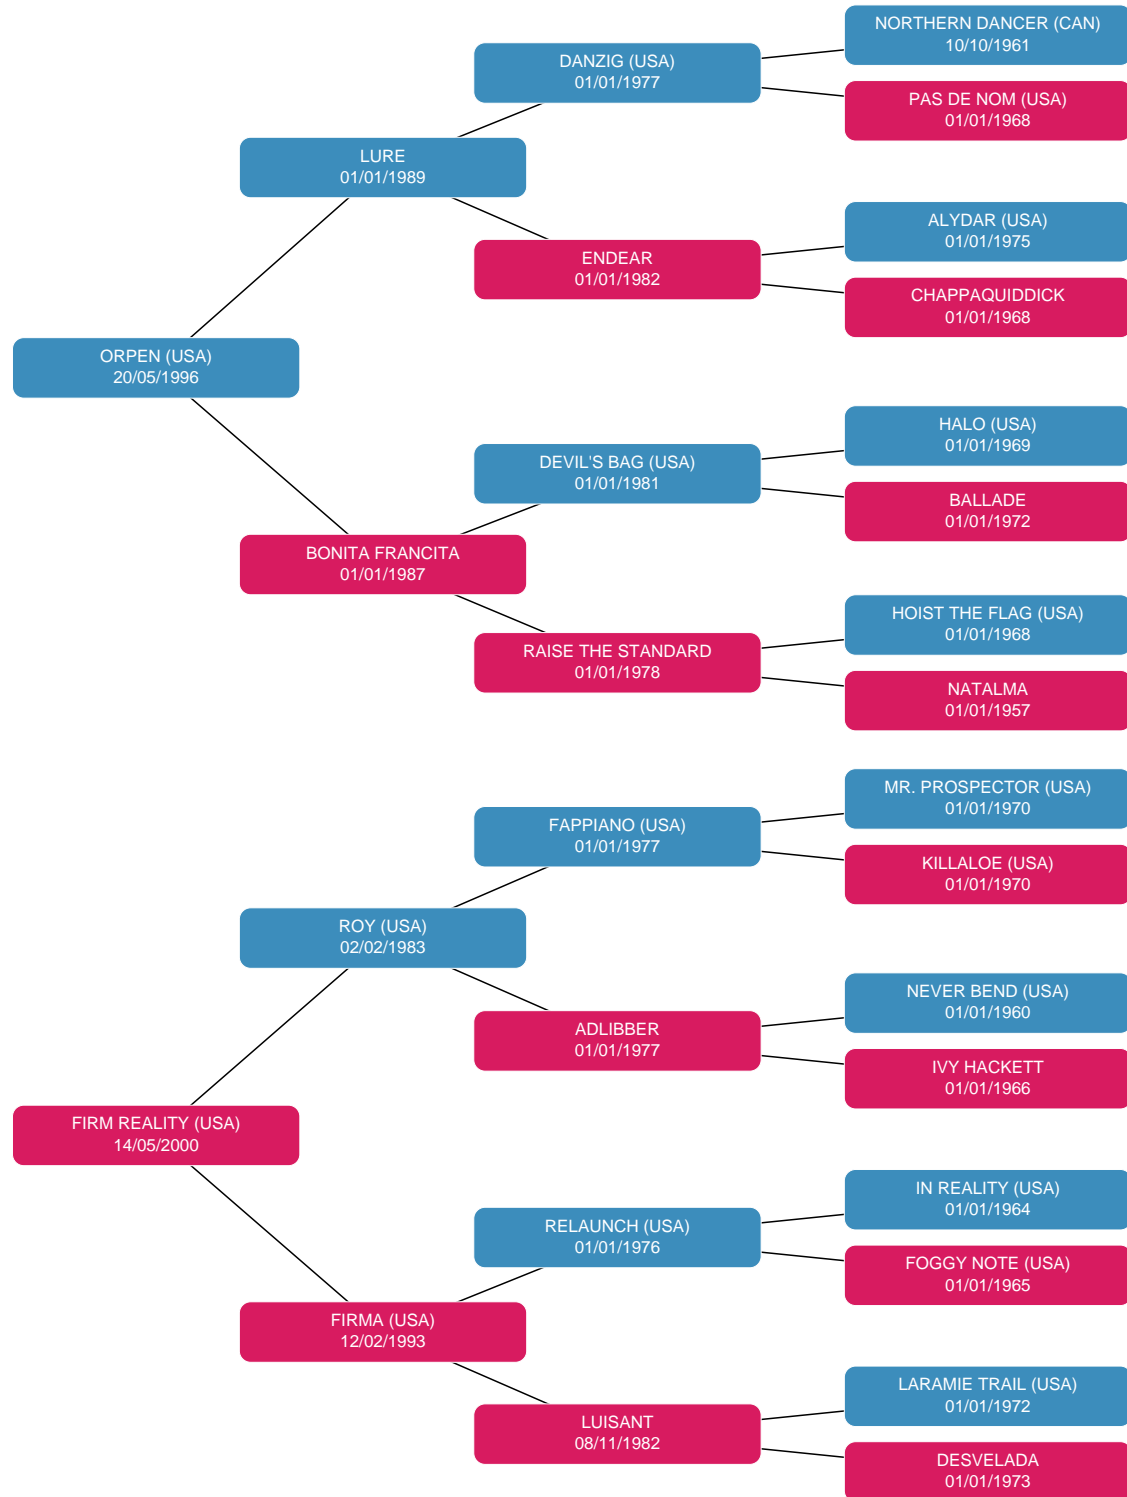 NORTHERN DANCER (CAN)
10/10/1961
DANZIG (USA)
01/01/1977
PAS DE NOM (USA)
01/01/1968
LURE
01/01/1989
ALYDAR (USA)
01/01/1975
ENDEAR
01/01/1982
CHAPPAQUIDDICK
01/01/1968
ORPEN (USA)
20/05/1996
HALO (USA)
01/01/1969
DEVIL'S BAG (USA)
01/01/1981
BALLADE
01/01/1972
BONITA FRANCITA
01/01/1987
HOIST THE FLAG (USA)
01/01/1968
RAISE THE STANDARD
01/01/1978
NATALMA
01/01/1957
MR. PROSPECTOR (USA)
01/01/1970
FAPPIANO (USA)
01/01/1977
KILLALOE (USA)
01/01/1970
ROY (USA)
02/02/1983
NEVER BEND (USA)
01/01/1960
ADLIBBER
01/01/1977
IVY HACKETT
01/01/1966
FIRM REALITY (USA)
14/05/2000
IN REALITY (USA)
01/01/1964
RELAUNCH (USA)
01/01/1976
FOGGY NOTE (USA)
01/01/1965
FIRMA (USA)
12/02/1993
LARAMIE TRAIL (USA)
01/01/1972
LUISANT
08/11/1982
DESVELADA
01/01/1973